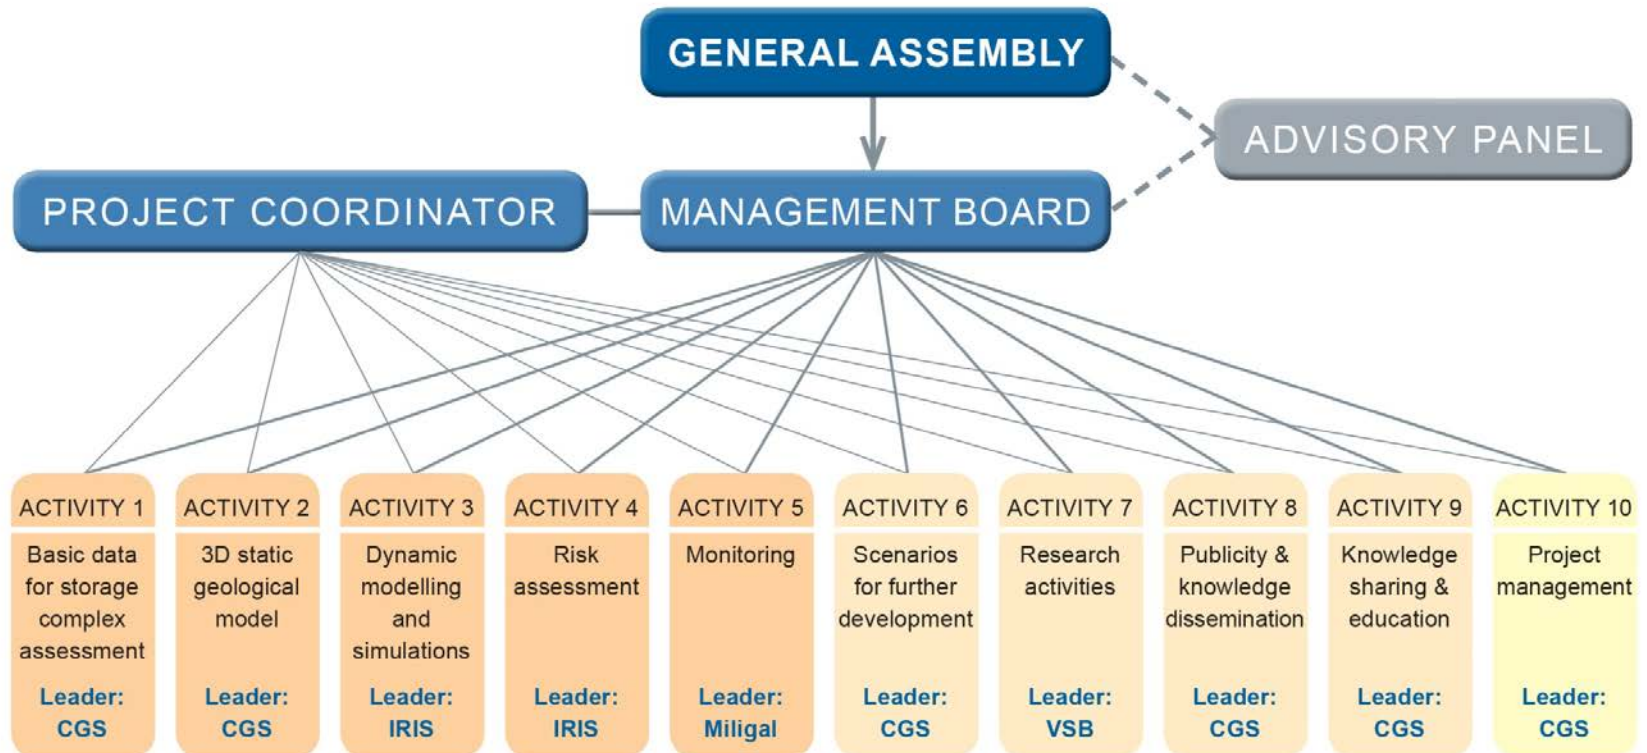 GENERAL ASSEMBLY
ADVISORY PANEL
PROJECT COORDINATOR
MANAGEMENT BOARD
ACTIVITY 1
Basic data
for storage
complex
assessment
Leader:
CGS
ACTIVITY 2
3D static
geological
model
Leader:
CGS
ACTIVITY 3
Dynamic
modelling
and
simulations
Leader:
IRIS
ACTIVITY 4
Risk
assessment
Leader:
IRIS
ACTIVITY 5
Monitoring
Leader:
Miligal
ACTIVITY 6
Scenarios
for further
development
Leader:
CGS
ACTIVITY 7
Research
activities
Leader:
VSB
ACTIVITY 8
Publicity &
knowledge
dissemination
Leader:
CGS
ACTIVITY 9
Knowledge
sharing &
education
Leader:
CGS
ACTIVITY 10
Project
management
Leader:
CGS